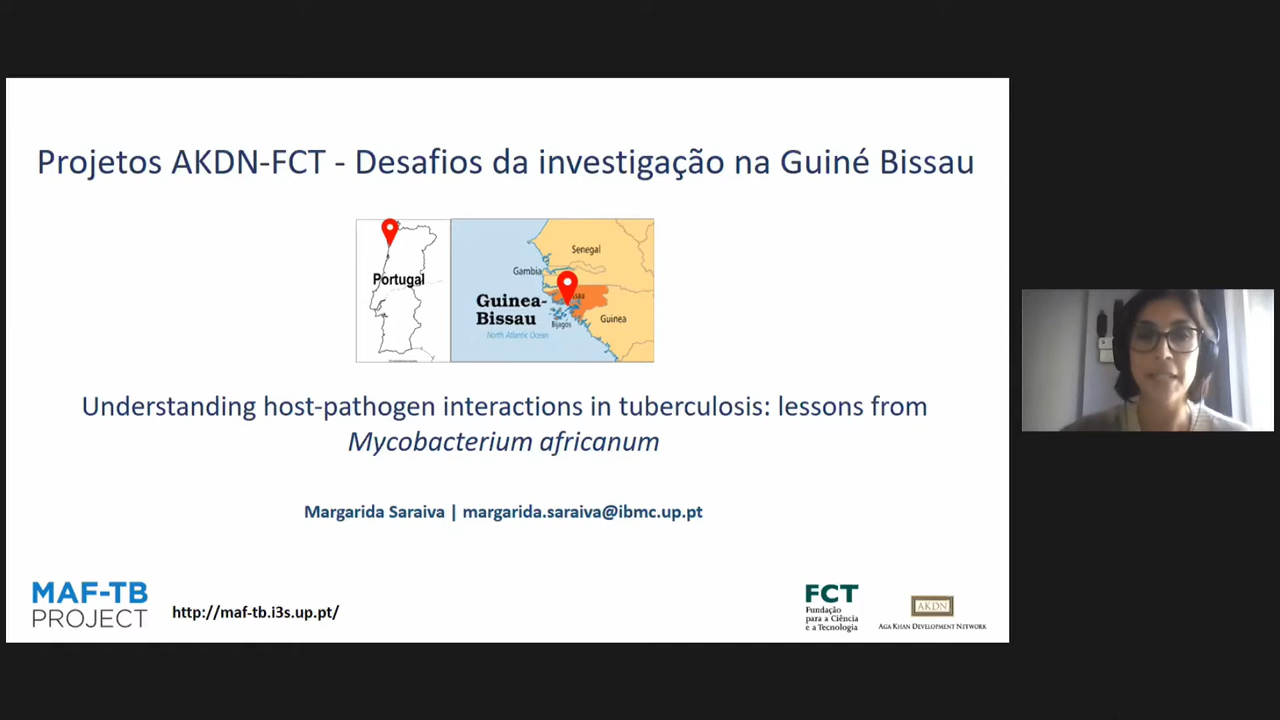 Projetos AKDN-FCT - Desafios da investigação na Guiné Bissau
Portugal
Senegal
Gambia
Guinea-
Bissau
Bijagós
Guinea
North Atlantic Ocean
Understanding host-pathogen interactions in tuberculosis: lessons from
Mycobacterium africanum
Margarida Saraiva | margarida.saraiva@ibmc.up.pt
MAF-TB
PROJECT
http://maf-tb.i3s.up.pt/
FCT
Fundação
para a Ciência
e a Tecnologia
AKDN
AGA KHAN DEVELOPMENT NETWORK